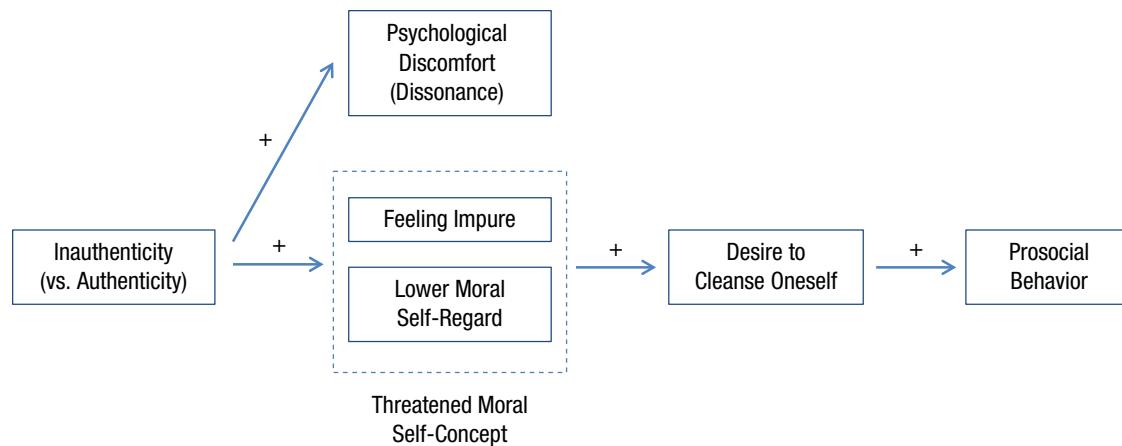 Psychological
Discomfort
(Dissonance)
+
Inauthenticity
(vs. Authenticity)
+
Feeling Impure
Lower Moral
Self-Regard
Threatened Moral
Self-Concept
+
Desire to
Cleanse Oneself
+
Prosocial
Behavior